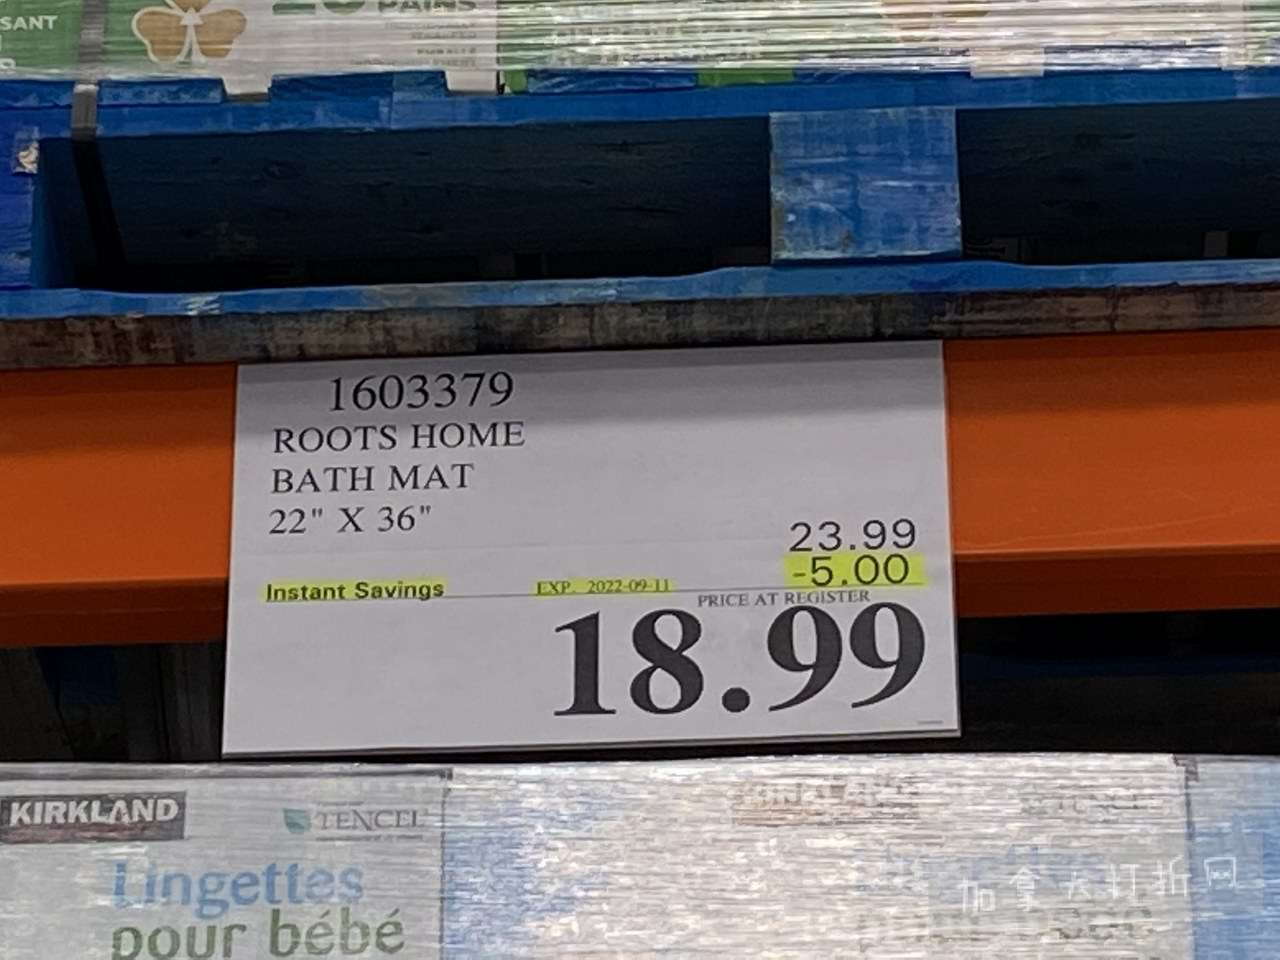 SANT
PAINS
1603379
ROOTS HOME
BATH MAT
22" X 36"
23.99
-5.00
Instant Savings EXP. 2022-09-11
PRICE AT REGISTER
18.99
KIRKLAND
TENCEL
Lingettes
pour bébé
加拿大打折网